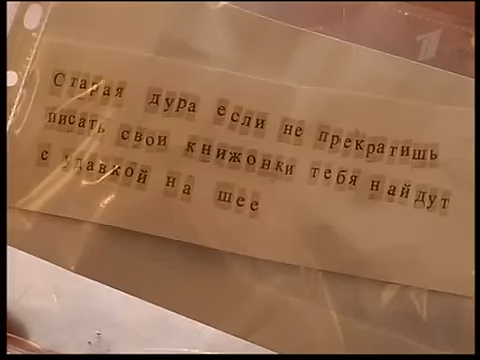 Старая дура если не прекратишь
писать свои книжонки тебя найдут
с удавкой на шее